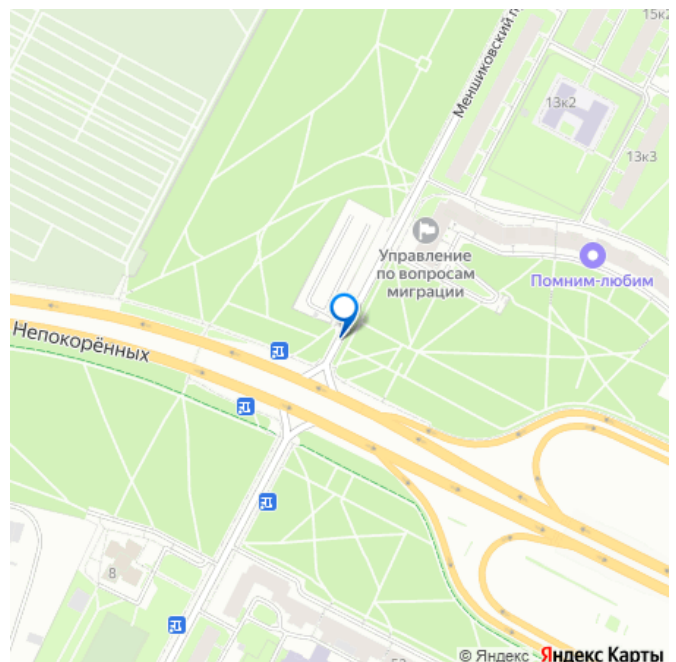 15к2
Меншиковский п
13к2
13к3
Управление
по вопросам
миграции
Помним-любим
Непокорённых
8
© Яндекс Яндекс Карты